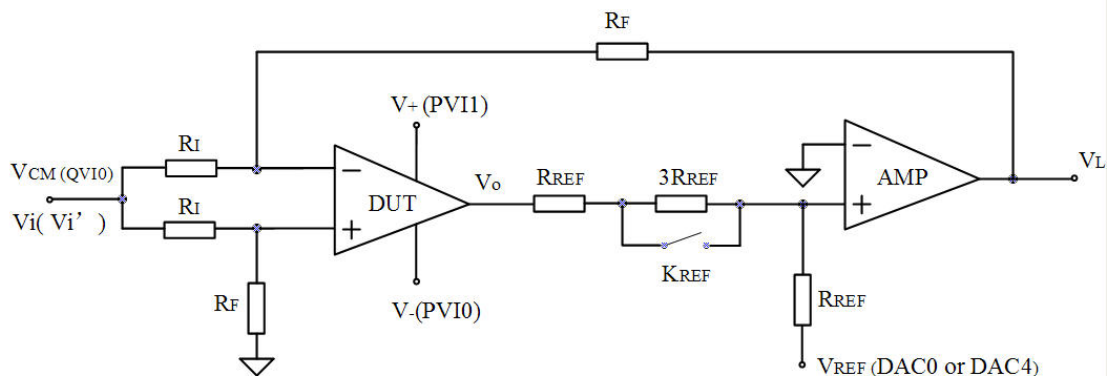 RF
V+(PVI1)
RI
VCM (QVI0)
Vi( Vi’ )
RI
DUT
Vo
RREF
3RREF
KREF
AMP
VL
RF
V-(PVI0)
RREF
VREF (DAC0 or DAC4)